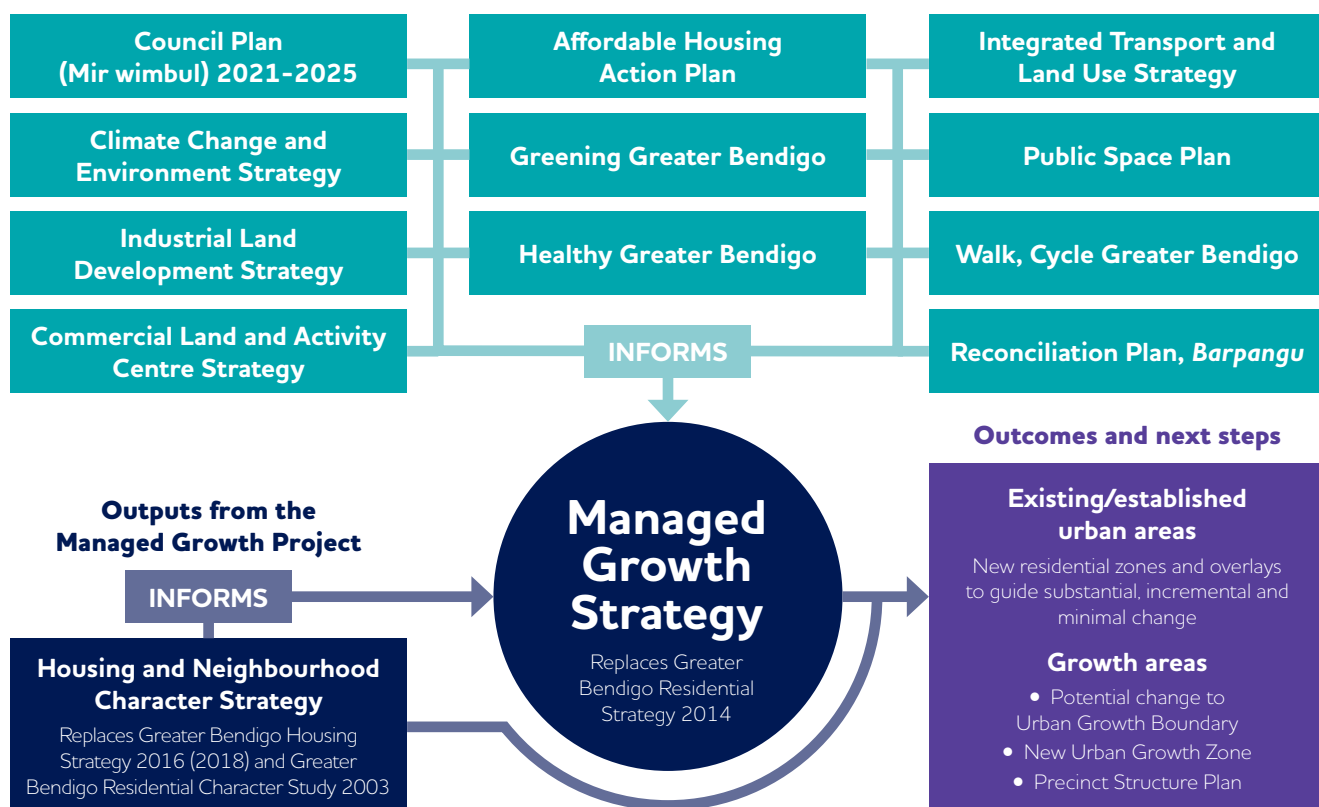 Council Plan
(Mir wimbul) 2021-2025
Affordable Housing
Action Plan
Integrated Transport and
Land Use Strategy
Climate Change and
Environment Strategy
Greening Greater Bendigo
Public Space Plan
Industrial Land
Development Strategy
Healthy Greater Bendigo
Walk, Cycle Greater Bendigo
Commercial Land and Activity
Centre Strategy
INFORMS
Reconciliation Plan, Barpangu
Outputs from the
Managed Growth Project
INFORMS
Housing and Neighbourhood
Character Strategy
Replaces Greater Bendigo Housing
Strategy 2016 (2018) and Greater
Bendigo Residential Character Study 2003
Managed
Growth
Strategy
Replaces Greater
Bendigo Residential
Strategy 2014
Outcomes and next steps
Existing/established
urban areas
New residential zones and overlays
to guide substantial, incremental and
minimal change
Growth areas
• Potential change to
Urban Growth Boundary
• New Urban Growth Zone
• Precinct Structure Plan